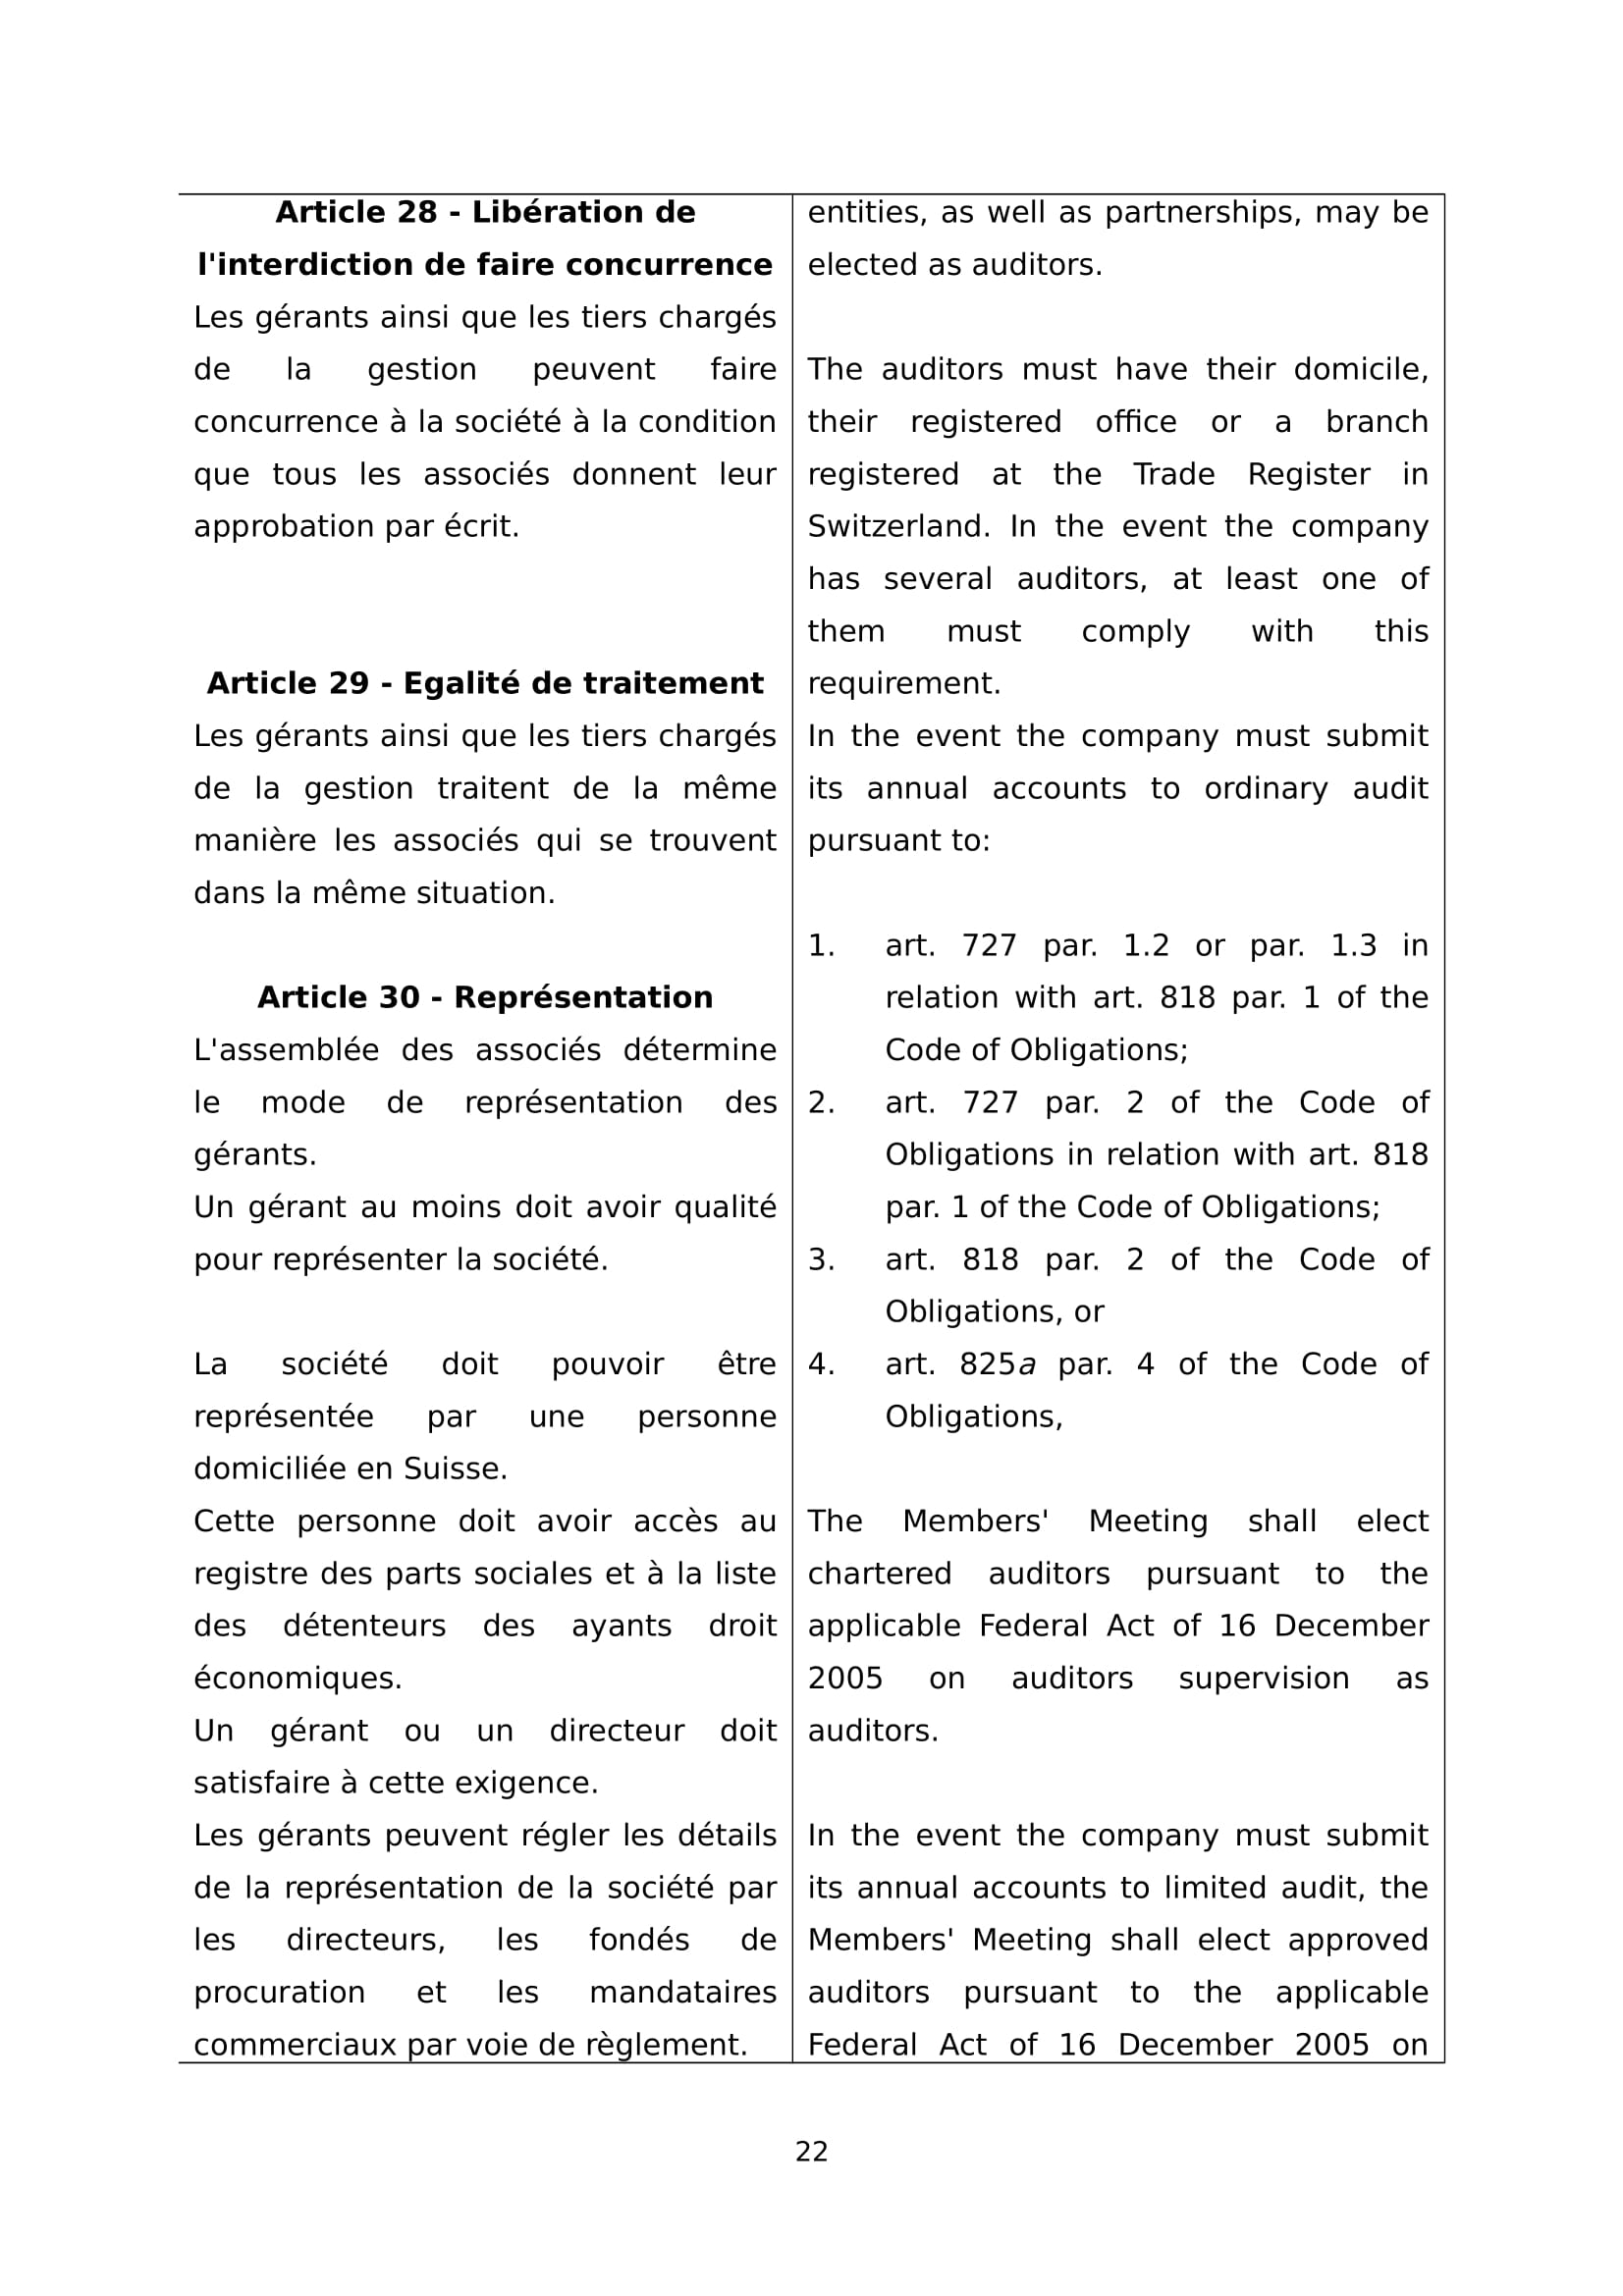 Article 28 - Libération de
l'interdiction de faire concurrence
Les gérants ainsi que les tiers chargés
de la gestion peuvent faire
concurrence à la société à la condition
que tous les associés donnent leur
approbation par écrit.
Article 29 - Egalité de traitement
Les gérants ainsi que les tiers chargés
de la gestion traitent de la même
manière les associés qui se trouvent
dans la même situation.
Article 30 - Représentation
L'assemblée des associés détermine
le mode de représentation des
gérants.
Un gérant au moins doit avoir qualité
pour représenter la société.
La société doit pouvoir être
représentée par une personne
domiciliée en Suisse.
Cette personne doit avoir accès au
registre des parts sociales et à la liste
des détenteurs des ayants droit
économiques.
Un gérant ou un directeur doit
satisfaire à cette exigence.
Les gérants peuvent régler les détails
de la représentation de la société par
les directeurs, les fondés de
procuration et les mandataires
commerciaux par voie de règlement.
entities, as well as partnerships, may be
elected as auditors.
The auditors must have their domicile,
their registered office or a branch
registered at the Trade Register in
Switzerland. In the event the company
has several auditors, at least one of
them must comply with this
requirement.
In the event the company must submit
its annual accounts to ordinary audit
pursuant to:
1. art. 727 par. 1.2 or par. 1.3 in
relation with art. 818 par. 1 of the
Code of Obligations;
2. art. 727 par. 2 of the Code of
Obligations in relation with art. 818
par. 1 of the Code of Obligations;
3. art. 818 par. 2 of the Code of
Obligations, or
4. art. 825a par. 4 of the Code of
Obligations,
The Members' Meeting shall elect
chartered auditors pursuant to the
applicable Federal Act of 16 December
2005 on auditors supervision as
auditors.
In the event the company must submit
its annual accounts to limited audit, the
Members' Meeting shall elect approved
auditors pursuant to the applicable
Federal Act of 16 December 2005 on
22